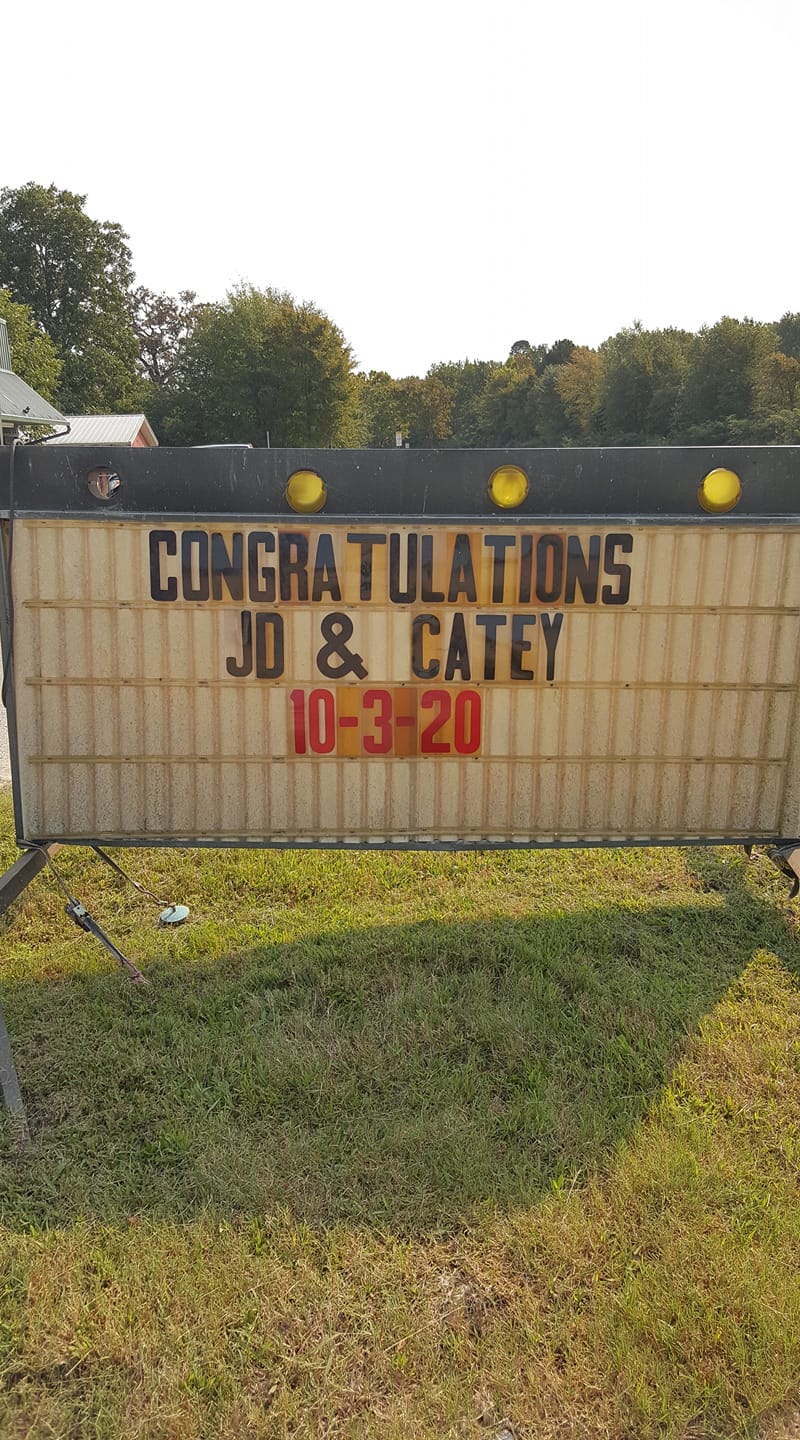 CONGRATULATIONS
JD & CATEY
10-3-20